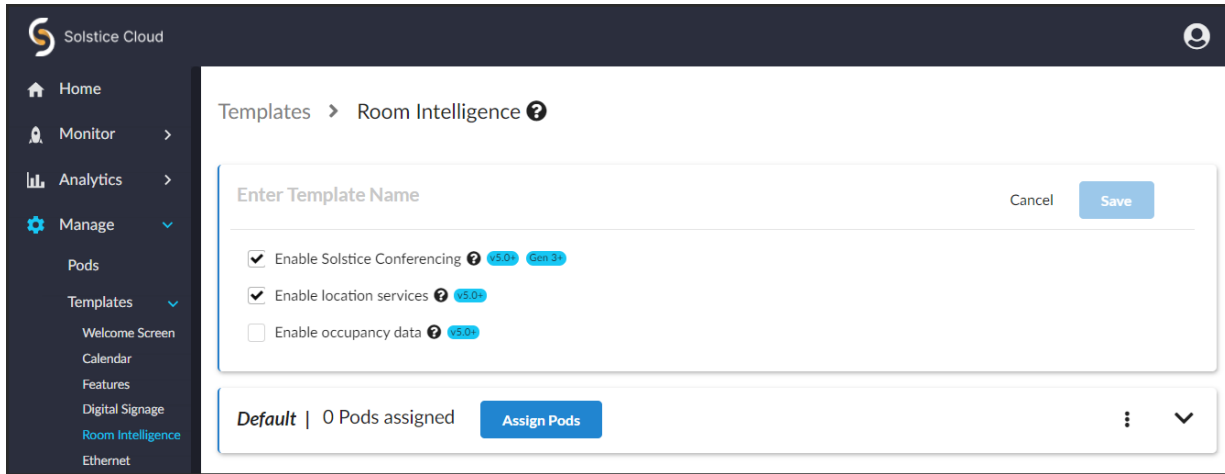 Solstice Cloud
Home
Monitor
Analytics
Manage
Pods
Templates
Welcome Screen
Calendar
Features
Digital Signage
Room Intelligence
Ethernet
Templates > Room Intelligence ?
Enter Template Name
Cancel Save
Enable Solstice Conferencing ? v5.0+ Gen 3+
Enable location services ? v5.0+
Enable occupancy data ? v5.0+
Default | 0 Pods assigned Assign Pods